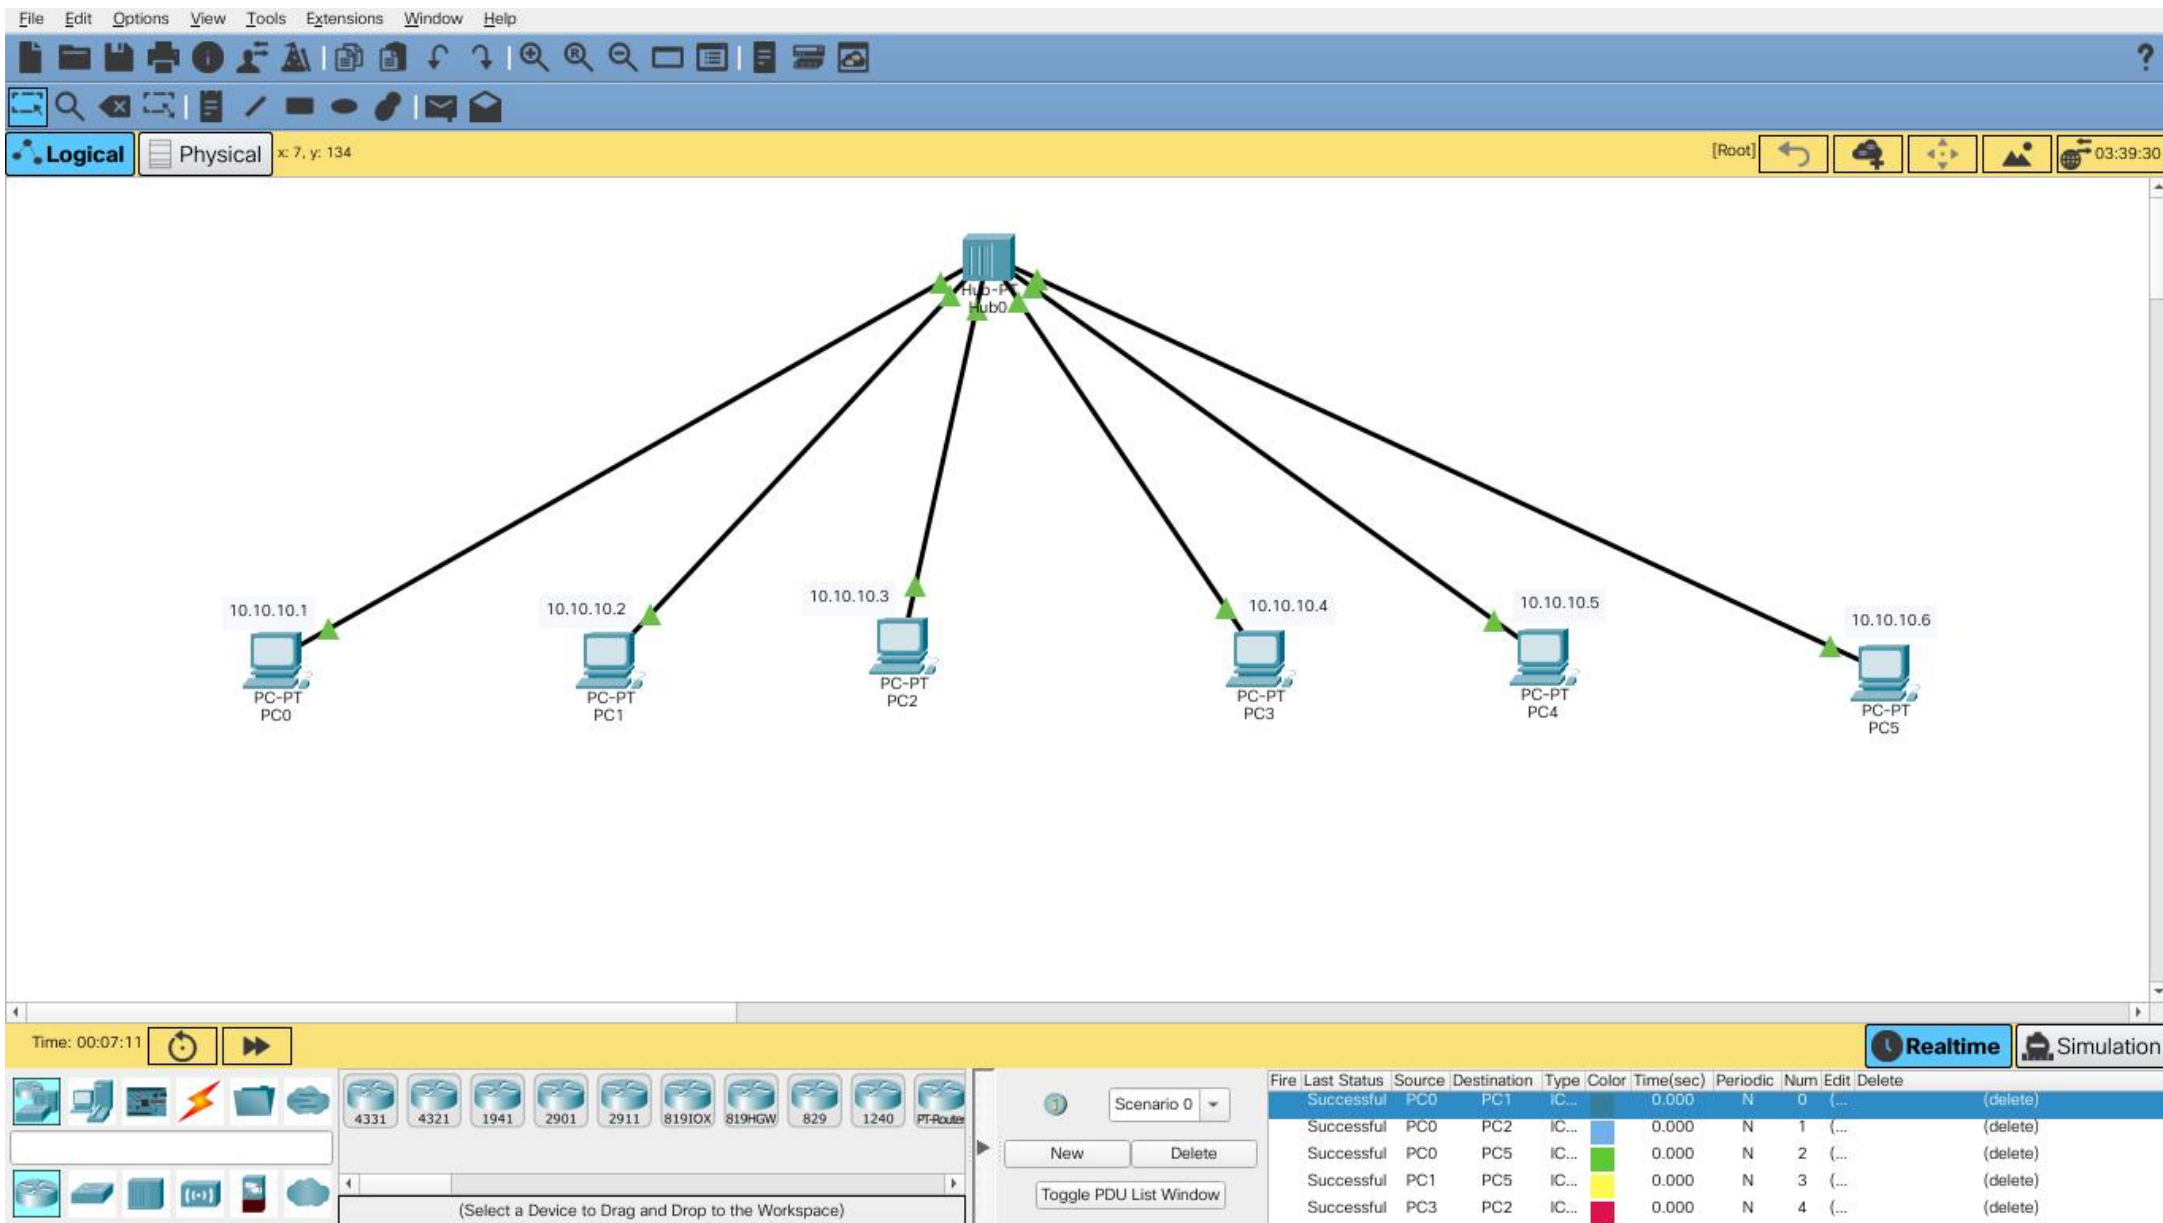 File Edit Options View Tools Extensions Window Help
?
Logical Physical x: 7, y: 134 [Root] 03:39:30
Hub-PT
Hub0
10.10.10.1
10.10.10.2
10.10.10.3
10.10.10.4
10.10.10.5
10.10.10.6
PC-PT
PC0
PC-PT
PC1
PC-PT
PC2
PC-PT
PC3
PC-PT
PC4
PC-PT
PC5
Time: 00:07:11 Realtime Simulation
4331 4321 1941 2901 2911 819IOX 819HGW 829 1240 PT-Router
(Select a Device to Drag and Drop to the Workspace)
Scenario 0
New Delete
Toggle PDU List Window
Fire Last Status Source Destination Type Color Time(sec) Periodic Num Edit Delete
Successful PC0 PC1 IC... 0.000 N 0 (... (delete)
Successful PC0 PC2 IC... 0.000 N 1 (... (delete)
Successful PC0 PC5 IC... 0.000 N 2 (... (delete)
Successful PC1 PC5 IC... 0.000 N 3 (... (delete)
Successful PC3 PC2 IC... 0.000 N 4 (... (delete)